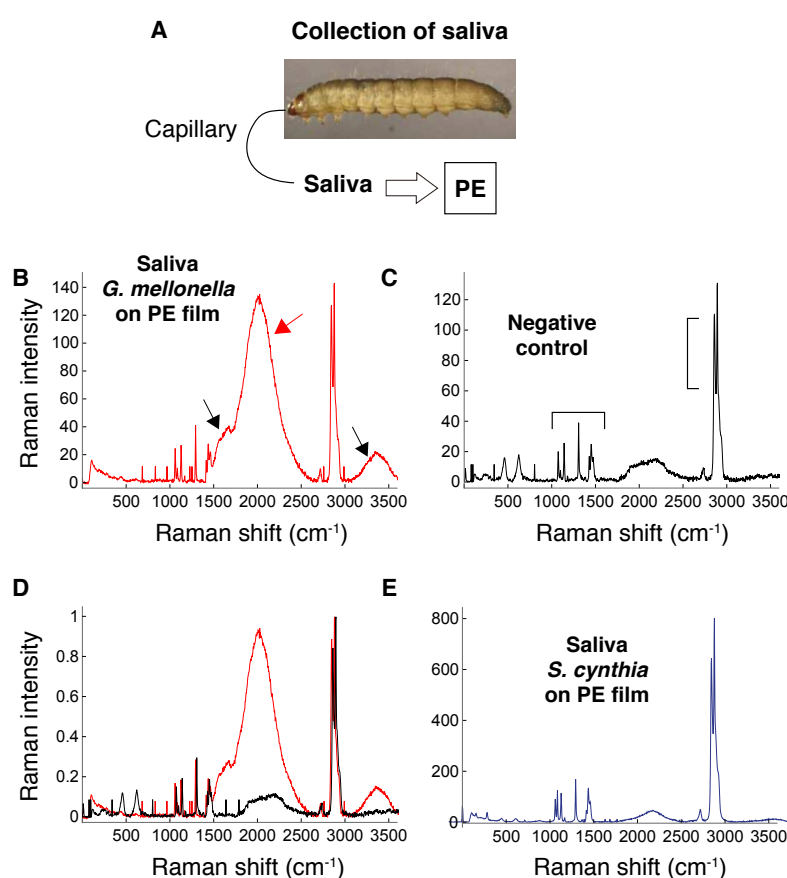 A
Collection of saliva
Capillary
Saliva
PE
B
Saliva
G. mellonella
on PE film
Raman intensity
140
120
100
80
60
40
20
0
500 1000 1500 2000 2500 3000 3500
Raman shift (cm-1)
C
Negative
control
120
100
80
60
40
20
0
0 500 1000 1500 2000 2500 3000 3500
Raman shift (cm-1)
D
Raman intensity
1
0.8
0.6
0.4
0.2
0
500 1000 1500 2000 2500 3000 3500
Raman shift (cm-1)
E
Saliva
S. cynthia
on PE film
800
600
400
200
0
0 500 1000 1500 2000 2500 3000 3500
Raman shift (cm-1)